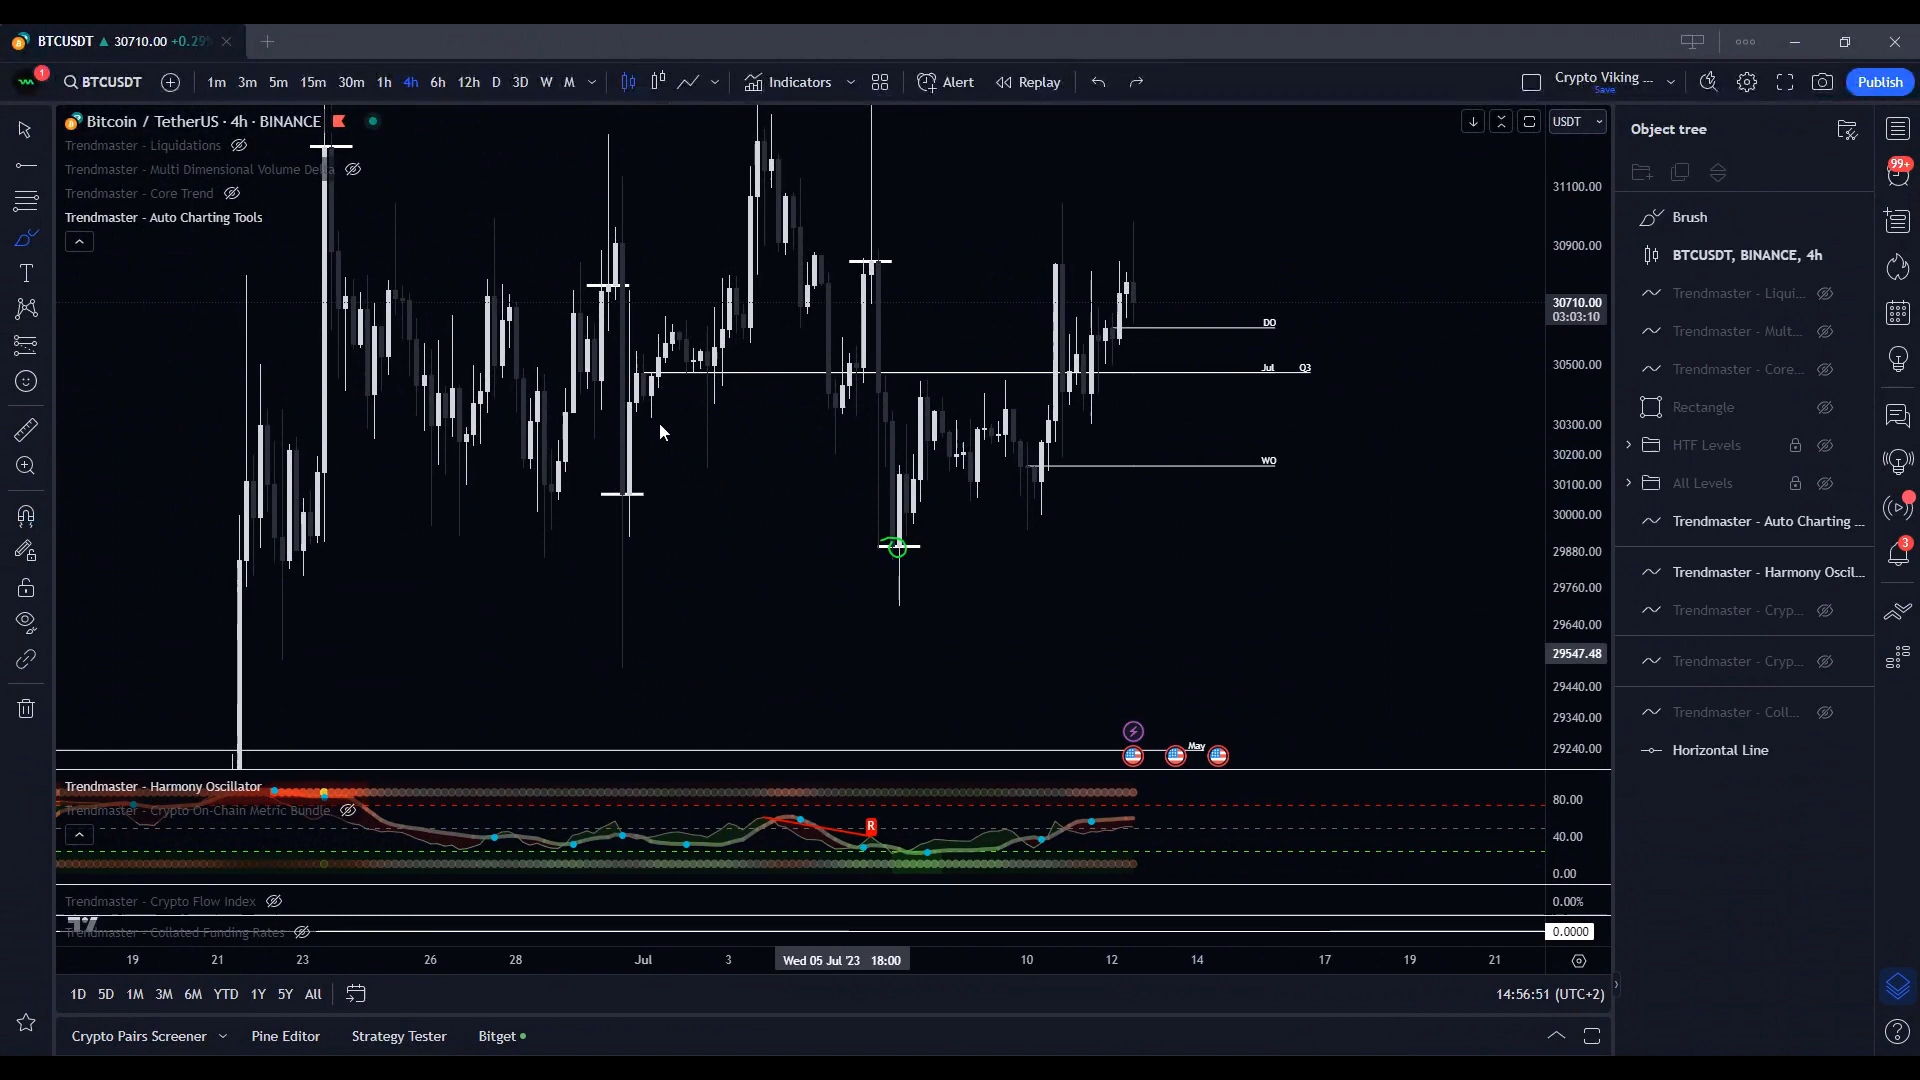 BTCUSDT ▲ 30710.00 +0.29%
1 BTCUSDT 1m 3m 5m 15m 30m 1h 4h 6h 12h D 3D W M Indicators Alert Replay Crypto Viking ... Save Publish
Bitcoin / TetherUS · 4h · BINANCE
Trendmaster - Liquidations
Trendmaster - Multi Dimensional Volume Delta
Trendmaster - Core Trend
Trendmaster - Auto Charting Tools
USDT
31100.00
30900.00
30710.00
03:03:10
30500.00
30300.00
30200.00
30100.00
30000.00
29880.00
29760.00
29640.00
29547.48
29440.00
29340.00
29240.00
DO
Jul Q3
WO
May
Trendmaster - Harmony Oscillator
Trendmaster - Crypto On-Chain Metric Bundle
R
80.00
40.00
0.00
Trendmaster - Crypto Flow Index
0.00%
Trendmaster - Collated Funding Rates
0.0000
19 21 23 26 28 Jul 3 Wed 05 Jul '23 18:00 10 12 14 17 19 21
1D 5D 1M 3M 6M YTD 1Y 5Y All
14:56:51 (UTC+2)
Crypto Pairs Screener Pine Editor Strategy Tester Bitget
Object tree
Brush
BTCUSDT, BINANCE, 4h
Trendmaster - Liqui...
Trendmaster - Mult...
Trendmaster - Core...
Rectangle
HTF Levels
All Levels
Trendmaster - Auto Charting ...
Trendmaster - Harmony Oscil...
Trendmaster - Cryp...
Trendmaster - Cryp...
Trendmaster - Coll...
Horizontal Line
99+
3